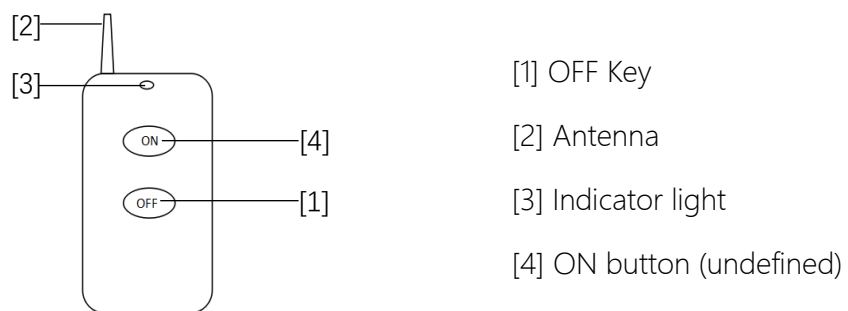 [2]
[3]
ON
[4]
OFF
[1]
[1] OFF Key
[2] Antenna
[3] Indicator light
[4] ON button (undefined)